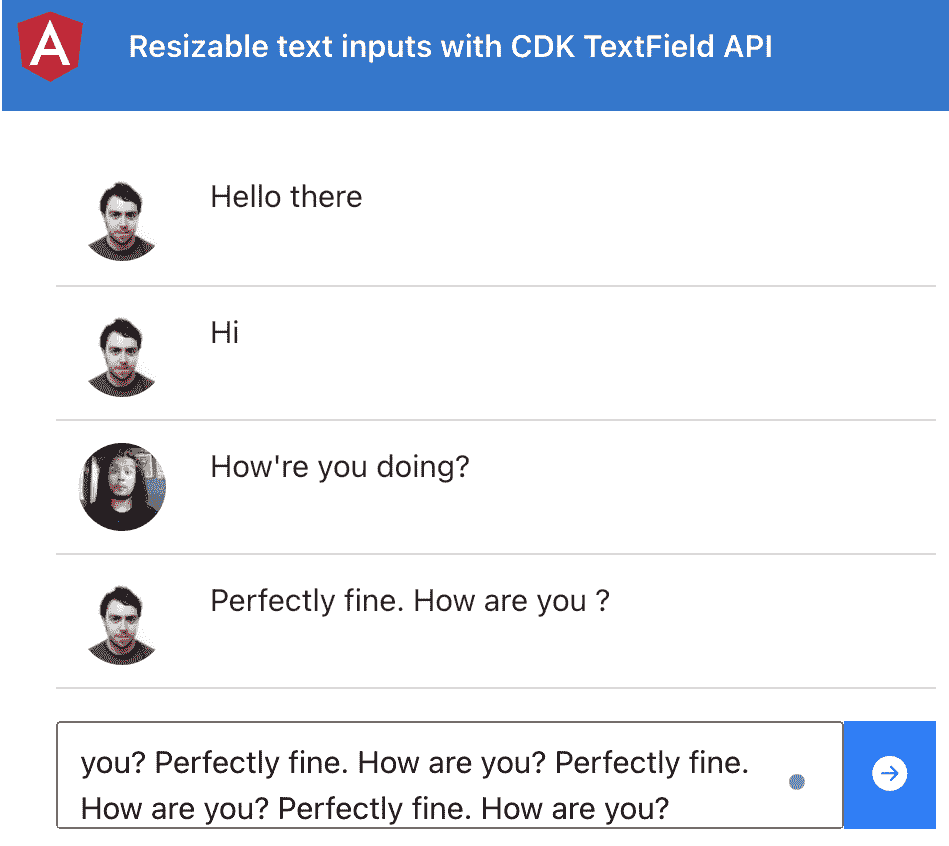 A
Resizable text inputs with CDK TextField API
Hello there
Hi
How're you doing?
Perfectly fine. How are you ?
you? Perfectly fine. How are you? Perfectly fine.
How are you? Perfectly fine. How are you?